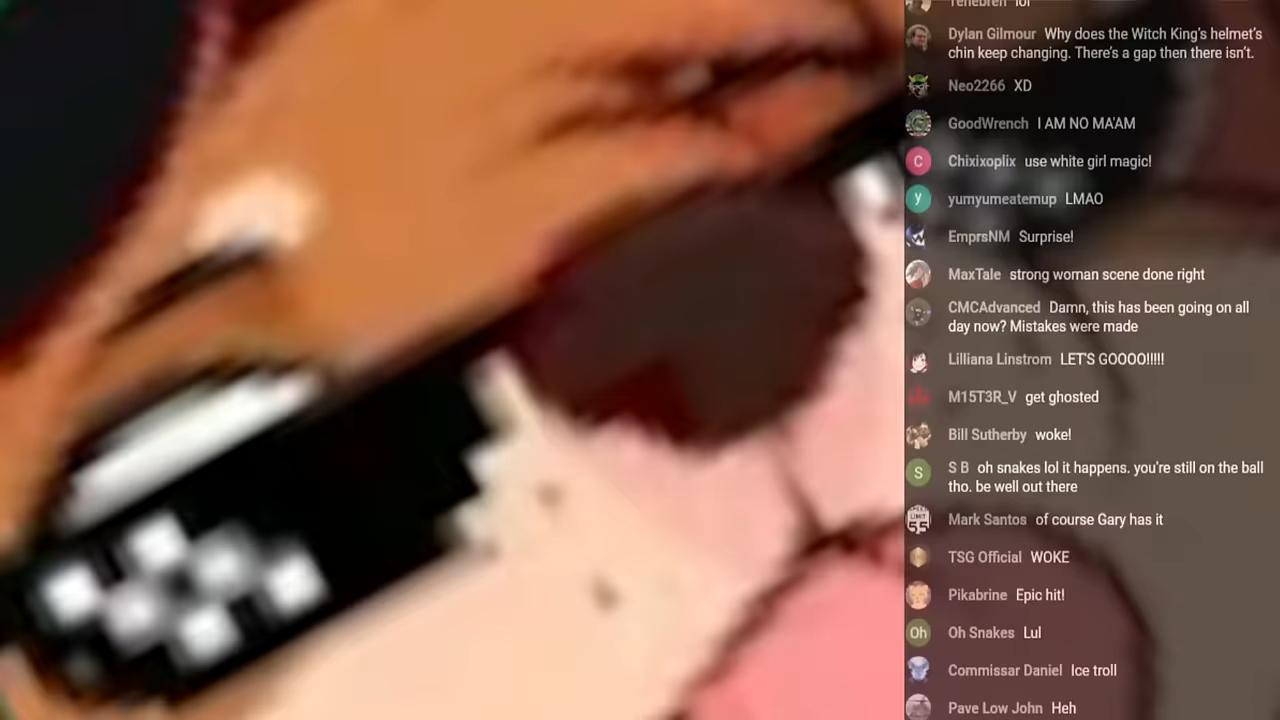 Tenebren lol
Dylan Gilmour Why does the Witch King's helmet's
chin keep changing. There's a gap then there isn't.
Neo2266 XD
GoodWrench I AM NO MA'AM
C Chixixoplix use white girl magic!
y yumyumeatemup LMAO
EmprsNM Surprise!
MaxTale strong woman scene done right
CMCAdvanced Damn, this has been going on all
day now? Mistakes were made
Lilliana Linstrom LET'S GOOOO!!!!!
M15T3R_V get ghosted
Bill Sutherby woke!
S S B oh snakes lol it happens. you're still on the ball
tho. be well out there
LIMIT 55 Mark Santos of course Gary has it
TSG Official WOKE
Pikabrine Epic hit!
Oh Oh Snakes Lul
Commissar Daniel Ice troll
Pave Low John Heh